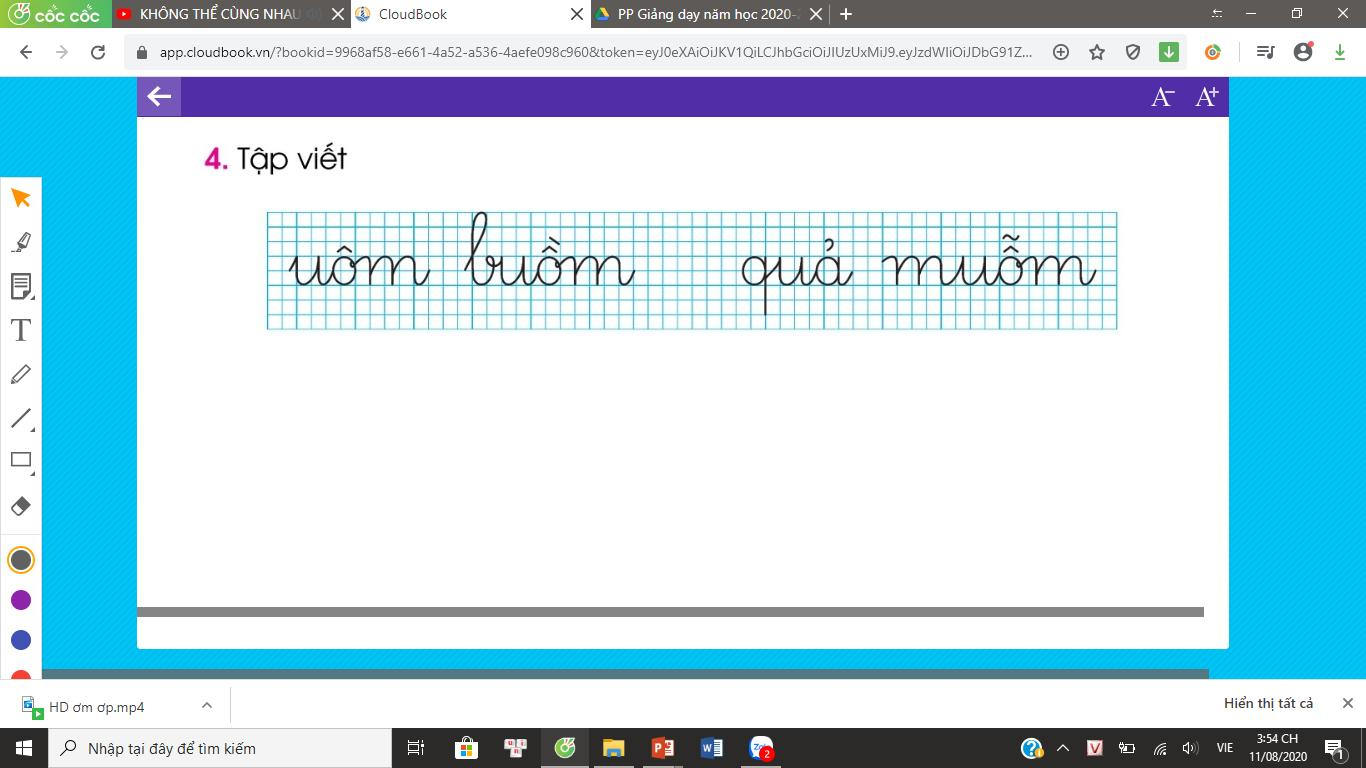 cốc cốc
KHÔNG THỂ CÙNG NHAU
CloudBook
PP Giảng dạy năm học 2020-
app.cloudbook.vn/?bookid=9968af58-e661-4a52-a536-4aefe098c960&token=eyJ0eXAiOiJKV1QiLCJhbGciOiJIUzUxMiJ9.eyJzdWIiOiJDbG91Z...
A- A+
4. Tập viết
uôm buồm quả muỗm
T
HD ơm ơp.mp4
Hiển thị tất cả
Nhập tại đây để tìm kiếm
VIE
3:54 CH
11/08/2020